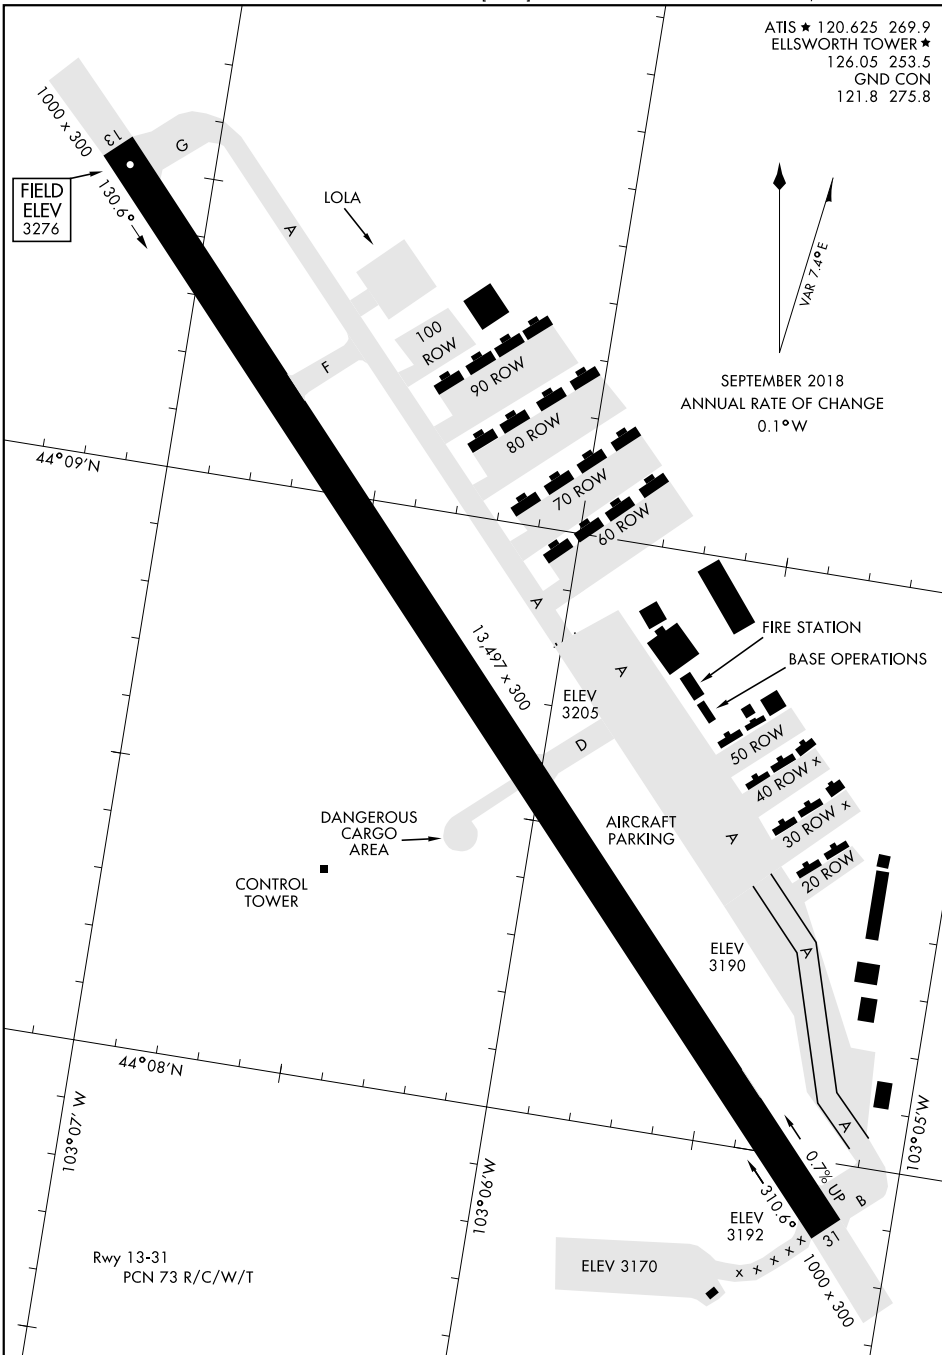 ATIS ★ 120.625 269.9
ELLSWORTH TOWER ★
126.05 253.5
GND CON
121.8 275.8
1000 x 300
13
G
FIELD
ELEV
3276
130.6°
LOLA
A
VAR 7.4° E
100
ROW
F
90 ROW
SEPTEMBER 2018
ANNUAL RATE OF CHANGE
0.1° W
80 ROW
44°09'N
70 ROW
60 ROW
A
13,497 x 300
FIRE STATION
BASE OPERATIONS
A
ELEV
3205
D
50 ROW
40 ROW x
30 ROW x
20 ROW
DANGEROUS
CARGO
AREA
AIRCRAFT
PARKING
A
CONTROL
TOWER
ELEV
3190
A
44°08'N
103°07' W
103°06'W
103°05'W
A
0.7% UP
310.6°
B
ELEV
3192
31
Rwy 13-31
PCN 73 R/C/W/T
ELEV 3170
x x x x x
1000 x 300